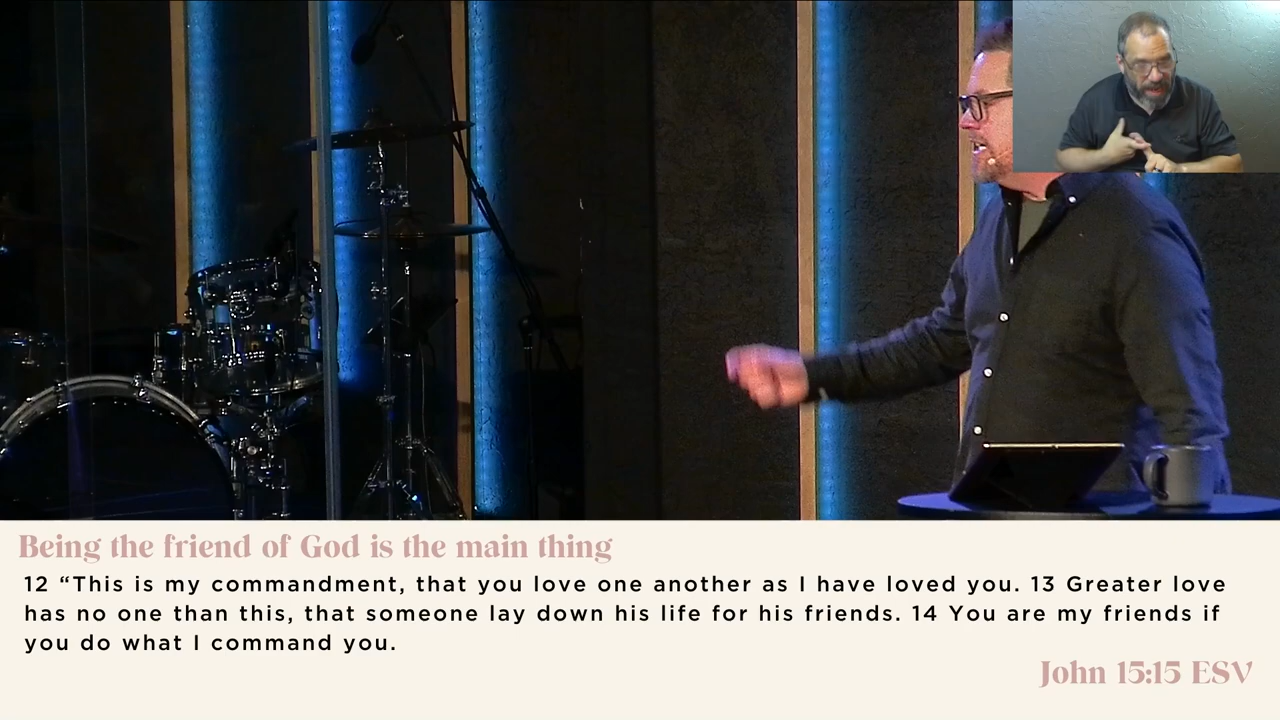 Being the friend of God is the main thing
12 “This is my commandment, that you love one another as I have loved you. 13 Greater love
has no one than this, that someone lay down his life for his friends. 14 You are my friends if
you do what I command you.
John 15:15 ESV